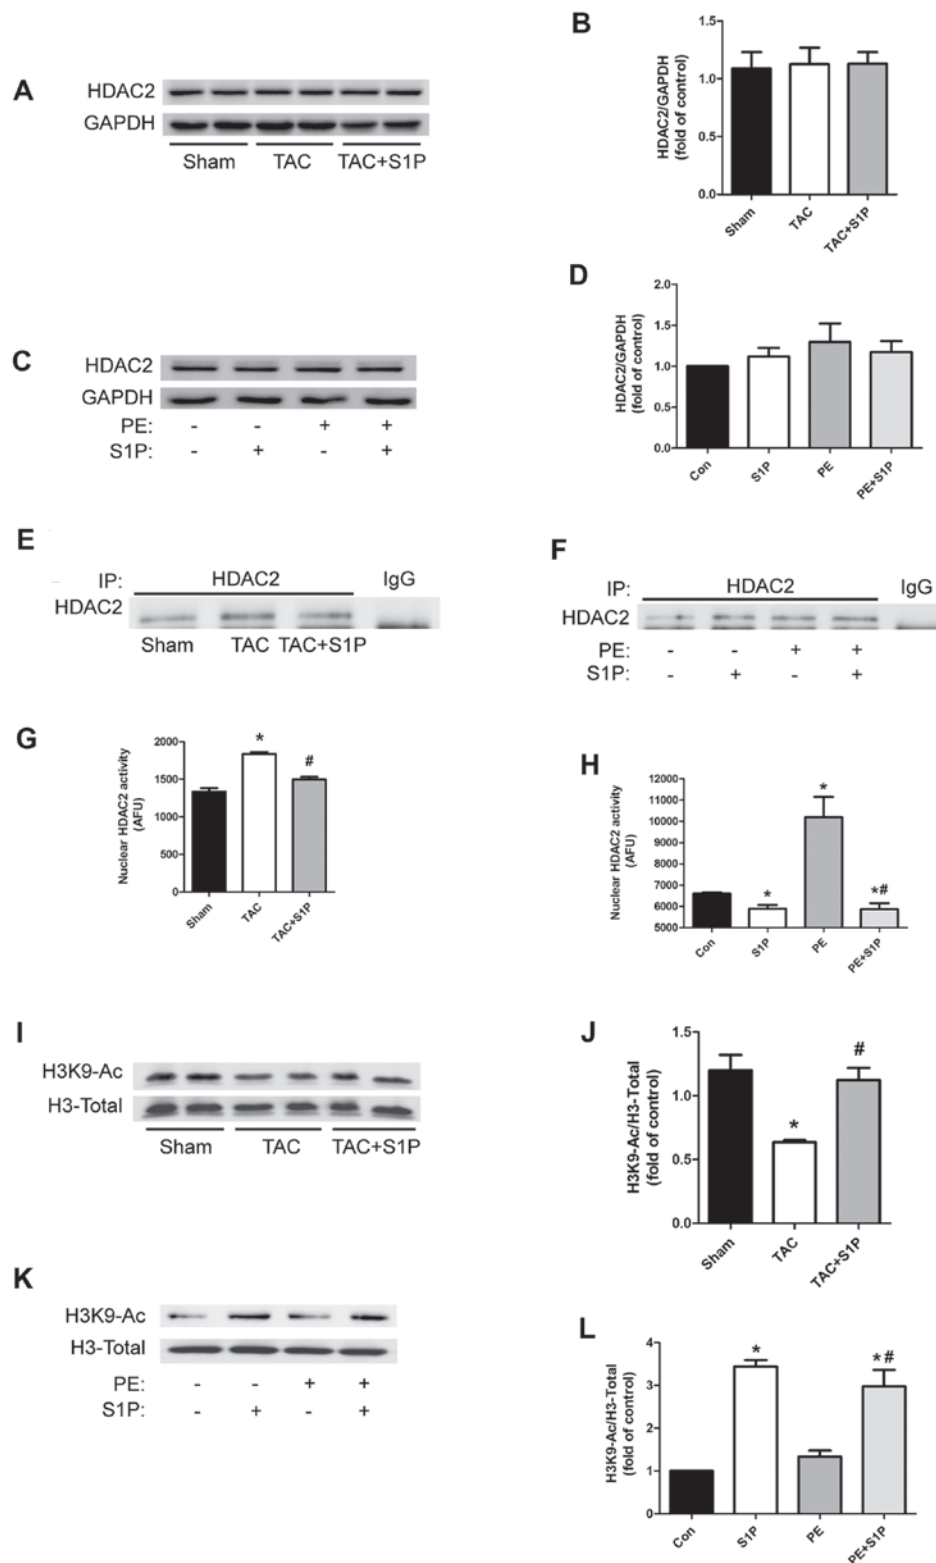 A
HDAC2
GAPDH
Sham TAC TAC+S1P
B
HDAC2/GAPDH
(fold of control)
1.5
1.0
0.5
0.0
Sham TAC TAC+S1P
C
HDAC2
GAPDH
PE: - - + +
S1P: - + - +
D
HDAC2/GAPDH
(fold of control)
2.0
1.5
1.0
0.5
0.0
Con S1P PE PE+S1P
E
IP: HDAC2 IgG
HDAC2
Sham TAC TAC+S1P
F
IP: HDAC2 IgG
HDAC2
PE: - - + +
S1P: - + - +
G
Nuclear HDAC2 activity
(AFU)
2000
1500
1000
500
0
* #
Sham TAC TAC+S1P
H
Nuclear HDAC2 activity
(AFU)
12000
11000
10000
9000
8000
7000
6000
5000
* * *#
Con S1P PE PE+S1P
I
H3K9-Ac
H3-Total
Sham TAC TAC+S1P
J
H3K9-Ac/H3-Total
(fold of control)
1.5
1.0
0.5
0.0
* #
Sham TAC TAC+S1P
K
H3K9-Ac
H3-Total
PE: - - + +
S1P: - + - +
L
H3K9-Ac/H3-Total
(fold of control)
4
3
2
1
0
* *#
Con S1P PE PE+S1P